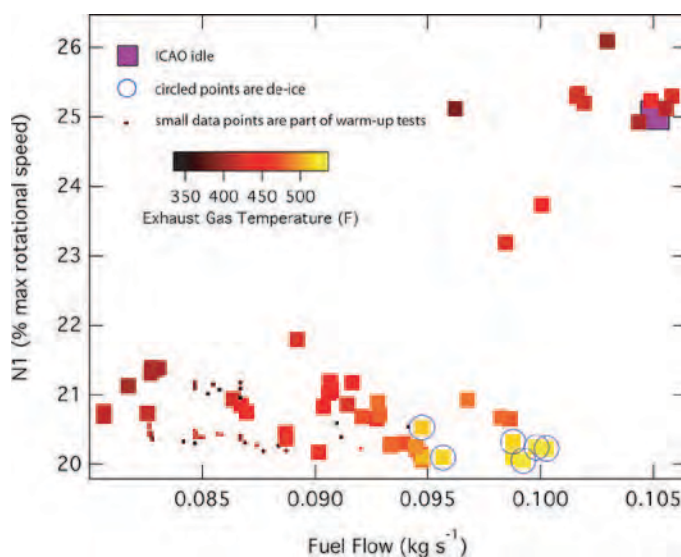 26
25
24
23
22
21
20
N1 (% max rotational speed)
ICAO idle
circled points are de-ice
small data points are part of warm-up tests
350 400 450 500
Exhaust Gas Temperature (F)
0.085 0.090 0.095 0.100 0.105
Fuel Flow (kg s⁻¹)